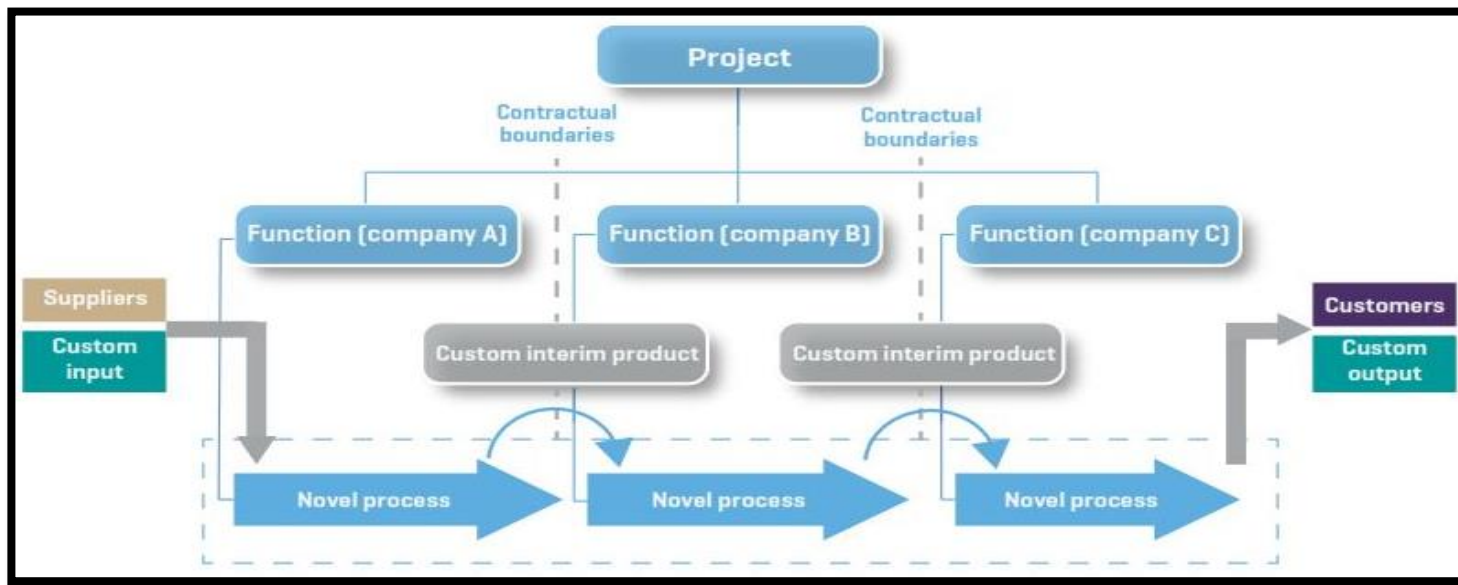 Project
Contractual
boundaries
Contractual
boundaries
Function (company A)
Function (company B)
Function (company C)
Suppliers
Custom
input
Custom interim product
Custom interim product
Customers
Custom
output
Novel process
Novel process
Novel process